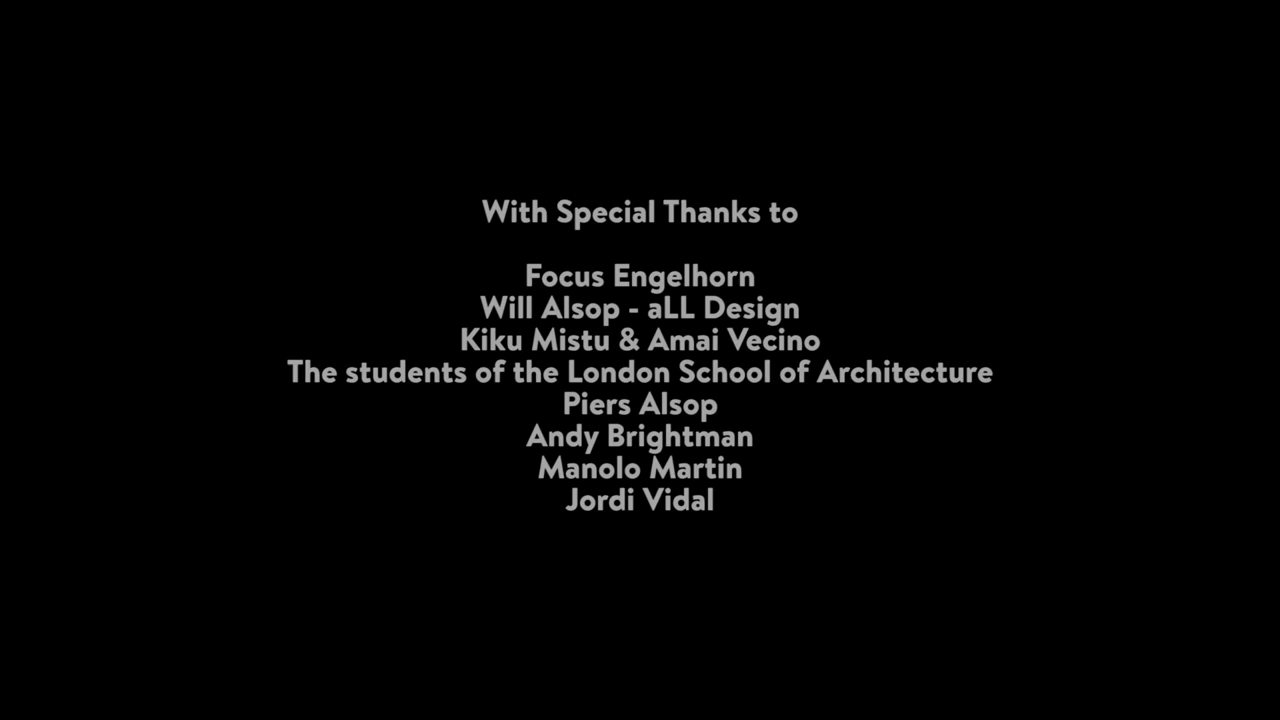 With Special Thanks to
Focus Engelhorn
Will Alsop - aLL Design
Kiku Mistu & Amai Vecino
The students of the London School of Architecture
Piers Alsop
Andy Brightman
Manolo Martin
Jordi Vidal